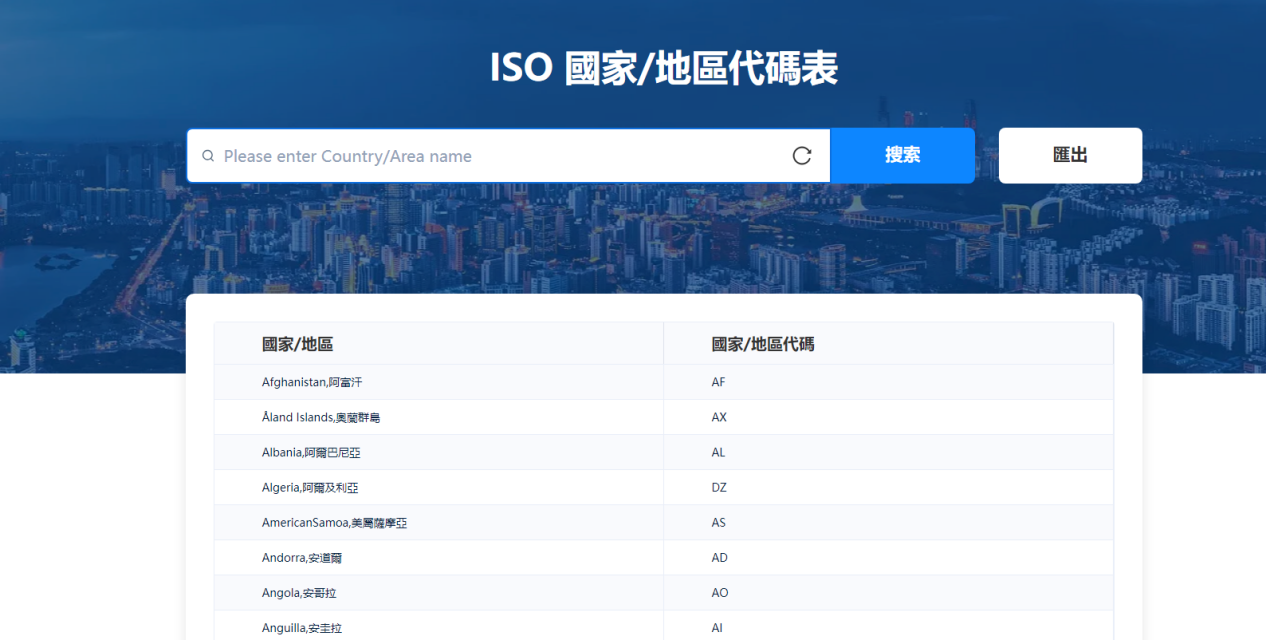 ISO 國家/地區代碼表
Please enter Country/Area name
搜索
匯出
國家/地區 國家/地區代碼
Afghanistan,阿富汗 AF
Åland Islands,奧蘭群島 AX
Albania,阿爾巴尼亞 AL
Algeria,阿爾及利亞 DZ
AmericanSamoa,美屬薩摩亞 AS
Andorra,安道爾 AD
Angola,安哥拉 AO
Anguilla,安圭拉 AI